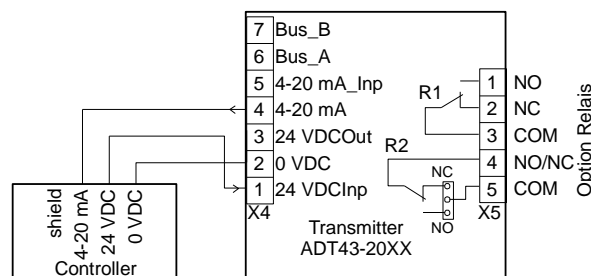 7 Bus_B
6 Bus_A
5 4-20 mA_Inp
4 4-20 mA
3 24 VDCOut
2 0 VDC
1 24 VDCInp
X4
R1
R2
NC
NO
1 NO
2 NC
3 COM
4 NO/NC
5 COM
X5
Option Relais
Transmitter
ADT43-20XX
shield
4-20 mA
24 VDC
0 VDC
Controller